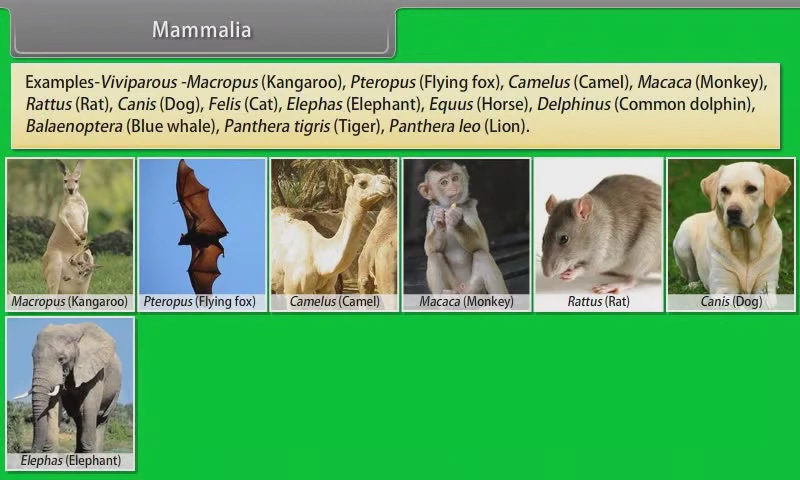 Mammalia
Examples-Viviparous -Macropus (Kangaroo), Pteropus (Flying fox), Camelus (Camel), Macaca (Monkey),
Rattus (Rat), Canis (Dog), Felis (Cat), Elephas (Elephant), Equus (Horse), Delphinus (Common dolphin),
Balaenoptera (Blue whale), Panthera tigris (Tiger), Panthera leo (Lion).
Macropus (Kangaroo)
Pteropus (Flying fox)
Camelus (Camel)
Macaca (Monkey)
Rattus (Rat)
Canis (Dog)
Elephas (Elephant)